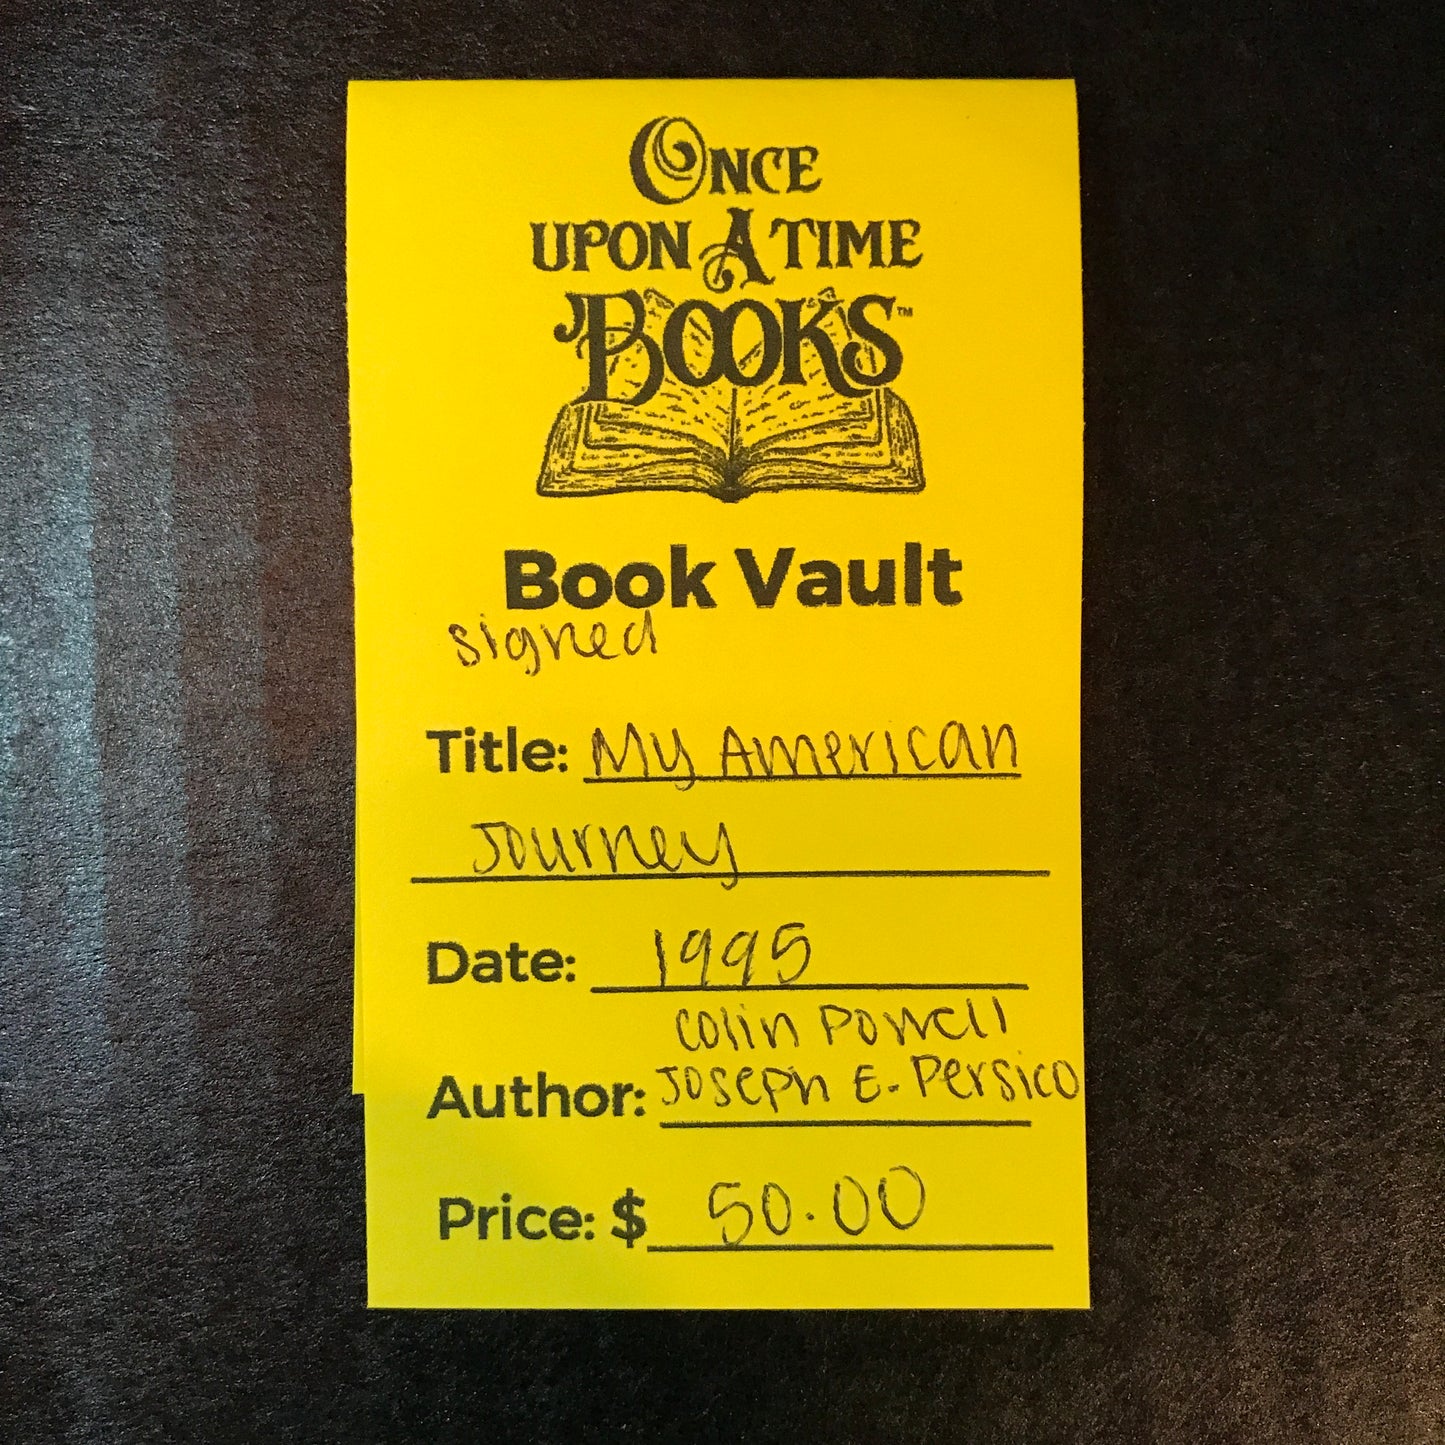 ONCE
UPON A TIME
BOOKS™
Book Vault
signed
Title: My American
Journey
Date: 1995
Colin Powell
Author: Joseph E. Persico
Price: $ 50.00